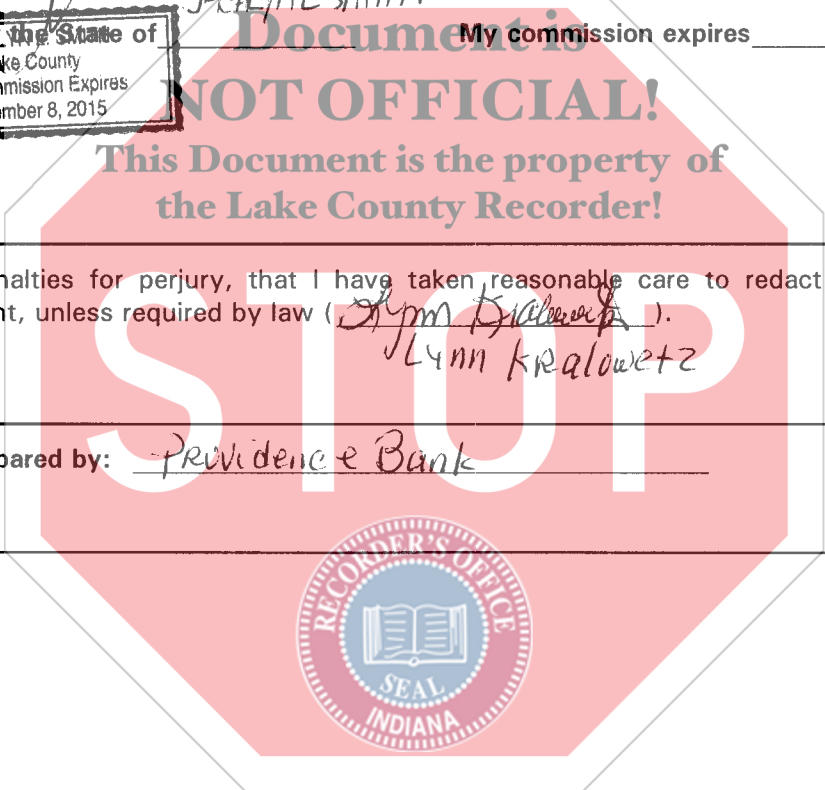 the State of My commission expires
ke County
mmission Expires
mber 8, 2015
Document is
NOT OFFICIAL!
This Document is the property of
the Lake County Recorder!
nalties for perjury, that I have taken reasonable care to redact
nt, unless required by law ( Lynn Kralowetz ).
Lynn KRalowetz
STOP
pared by: PRovidence Bank
RECORDER'S OFFICE
SEAL
INDIANA